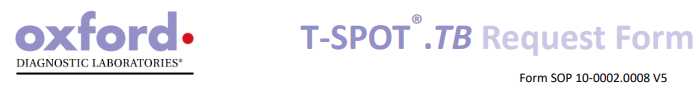 oxford
DIAGNOSTIC LABORATORIES®
T-SPOT®.TB Request Form
Form SOP 10-0002.0008 V5